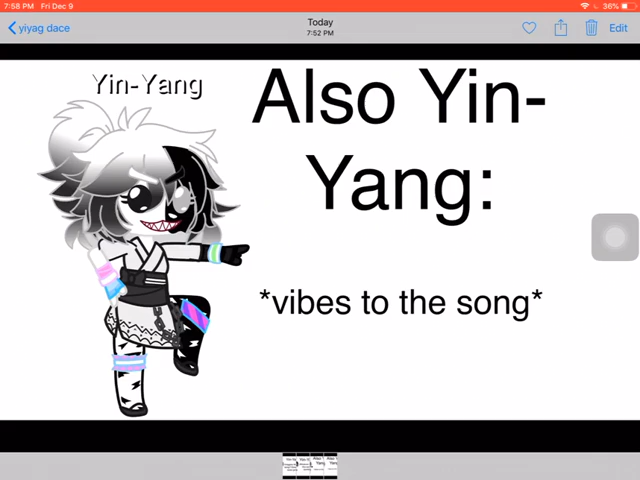 7:58 PM Fri Dec 9 36%
yiyag dace
Today
7:52 PM
Edit
Yin-Yang
Also Yin-
Yang:
*vibes to the song*